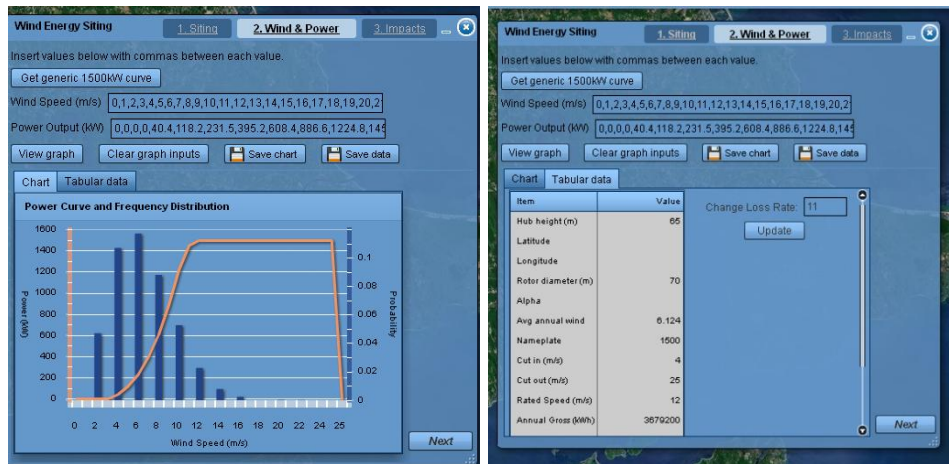 Wind Energy Siting 1. Siting 2. Wind & Power 3. Impacts
Insert values below with commas between each value.
Get generic 1500kW curve
Wind Speed (m/s) 0,1,2,3,4,5,6,7,8,9,10,11,12,13,14,15,16,17,18,19,20,2
Power Output (kW) 0,0,0,0,40.4,118.2,231.5,395.2,608.4,886.6,1224.8,145
View graph Clear graph inputs Save chart Save data
Chart Tabular data
Power Curve and Frequency Distribution
1600
1400
1200
1000
800
600
400
200
0
Power (kW)
0.1
0.08
0.06
0.04
0.02
0
Probability
0 2 4 6 8 10 12 14 16 18 20 22 24 25
Wind Speed (m/s)
Next
Wind Energy Siting 1. Siting 2. Wind & Power 3. Impacts
Insert values below with commas between each value.
Get generic 1500kW curve
Wind Speed (m/s) 0,1,2,3,4,5,6,7,8,9,10,11,12,13,14,15,16,17,18,19,20,2
Power Output (kW) 0,0,0,0,40.4,118.2,231.5,395.2,608.4,886.6,1224.8,145
View graph Clear graph inputs Save chart Save data
Chart Tabular data
Item Value
Hub height (m) 65
Latitude
Longitude
Rotor diameter (m) 70
Alpha
Avg annual wind 6.124
Nameplate 1500
Cut in (m/s) 4
Cut out (m/s) 25
Rated Speed (m/s) 12
Annual Gross (kWh) 3679200
Change Loss Rate: 11
Update
Next